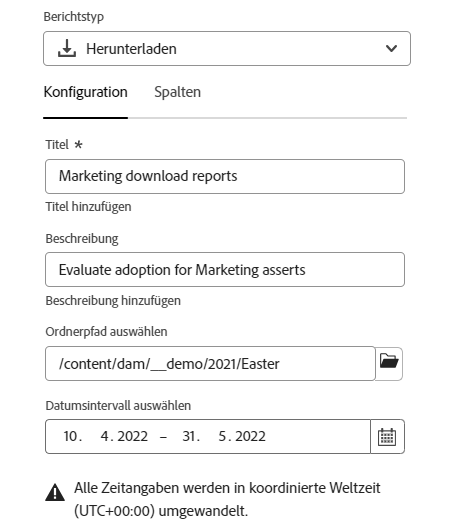 Berichtstyp
Herunterladen
Konfiguration Spalten
Titel *
Marketing download reports
Titel hinzufügen
Beschreibung
Evaluate adoption for Marketing asserts
Beschreibung hinzufügen
Ordnerpfad auswählen
/content/dam/__demo/2021/Easter
Datumsintervall auswählen
10. 4. 2022 – 31. 5. 2022
Alle Zeitangaben werden in koordinierte Weltzeit
(UTC+00:00) umgewandelt.